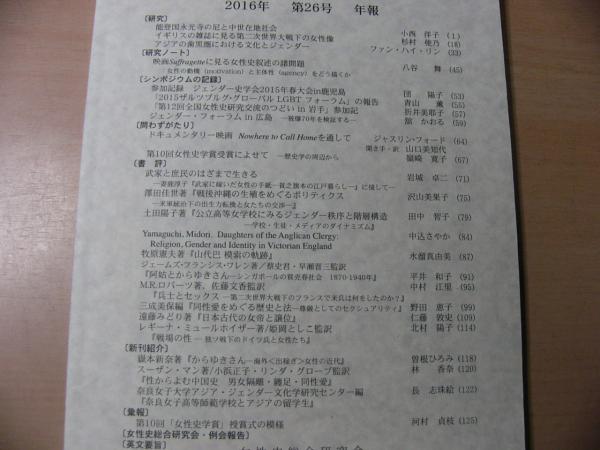 2016年 第26号 年報
〔研究〕
能登国永光寺の尼と中世在地社会 小西 洋子 (1)
イギリスの雑誌に見る第二次世界大戦下の女性像 杉村 使乃 (18)
アジアの歯黒圏における文化とジェンダー ファン・ハイ・リン (33)
〔研究ノート〕
映画Suffragetteに見る女性史叙述の諸問題
―女性の動機 (motivation) と主体性 (agency) をどう描くか 八谷 舞 (45)
〔シンポジウムの記録〕
参加記録 ジェンダー史学会2015年春大会in鹿児島 団 陽子 (53)
「2015ザルツブルグ・グローバルLGBTフォーラム」の報告 青山 薫 (55)
「第12回全国女性史研究交流のつどい in 岩手」参加記 折井美耶子 (57)
ジェンダー・フォーラム in 広島 ―被爆70年を検証する― 舘 かおる (59)
〔問わずがたり〕
ドキュメンタリー映画 Nowhere to Call Homeを通して ジャスリン・フォード (64)
聞き手・訳 山口美知代
第10回女性史学賞受賞によせて ―歴史学の周辺から 脇崎 寛子 (67)
〔書 評〕
武家と庶民のはざまで生きる 岩城 卓二 (71)
―妻鹿淳子『武家に嫁いだ女性の手紙―貧乏旗本の江戸暮らし―』に接して―
澤田佳世著『戦後沖縄の生殖をめぐるポリティクス 沢山美果子 (75)
―米軍統治下の出生力転換と女たちの交渉―』
土田陽子著『公立高等女学校にみるジェンダー秩序と階層構造 田中 智子 (79)
―学校・生徒・メディアのダイナミズム』
Yamaguchi, Midori. Daughters of the Anglican Clergy: 中込さやか (84)
Religion, Gender and Identity in Victorian England
牧原憲夫著『山代巴 模索の軌跡』 水溜真由美 (87)
ジェームズ・フランシス・ワレン著/蔡史君・早瀬晋三監訳
『阿姑とからゆきさん―シンガポールの買売春社会 1870-1940年』 平井 和子 (91)
M.R.ロバーツ著、佐藤文香監訳 中村 江里 (95)
『兵士とセックス ―第二次世界大戦下のフランスで米兵は何をしたのか?』
三成美保編『同性愛をめぐる歴史と法―尊厳としてのセクシュアリティ』 野田 恵子 (99)
遠藤みどり著『日本古代の女帝と譲位』 仁藤 敦史 (109)
レギーナ・ミュールホイザー著/姫岡とし子監訳 北村 陽子 (114)
『戦場の性 ― 独ソ戦下のドイツ兵と女性たち』
〔新刊紹介〕
嶽本新奈著『からゆきさん―海外<出稼ぎ>女性の近代』 曽根ひろみ (118)
スーザン・マン著/小浜正子・リンダ・グローブ監訳 林 香奈 (120)
『性からよむ中国史 男女隔離・纏足・同性愛』
奈良女子大学アジア・ジェンダー文化学研究センター編 長 志珠絵 (122)
『奈良女子高等師範学校とアジアの留学生』
〔彙報〕
第10回「女性史学賞」授賞式の模様 河村 貞枝 (125)
〔女性史総合研究会・例会報告〕
〔英文要旨〕
女性史総合研究会